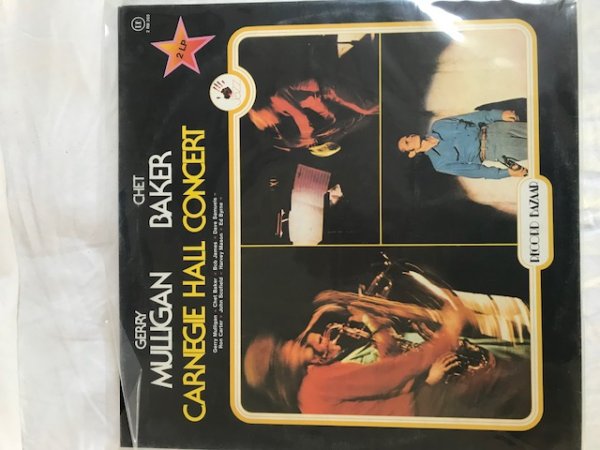 2 LP
GERRY CHET
MULLIGAN BAKER
CARNEGIE HALL CONCERT
Gerry Mulligan - Chet Baker - Bob James - Dave Samuels -
Ron Carter - John Scofield - Harvey Mason - Ed Byrne -
RECORD BAZAAR